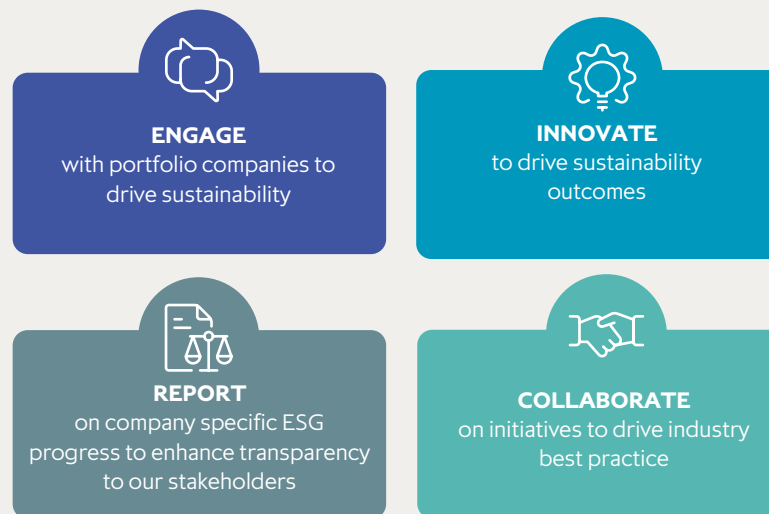 ENGAGE
with portfolio companies to
drive sustainability
INNOVATE
to drive sustainability
outcomes
REPORT
on company specific ESG
progress to enhance transparency
to our stakeholders
COLLABORATE
on initiatives to drive industry
best practice